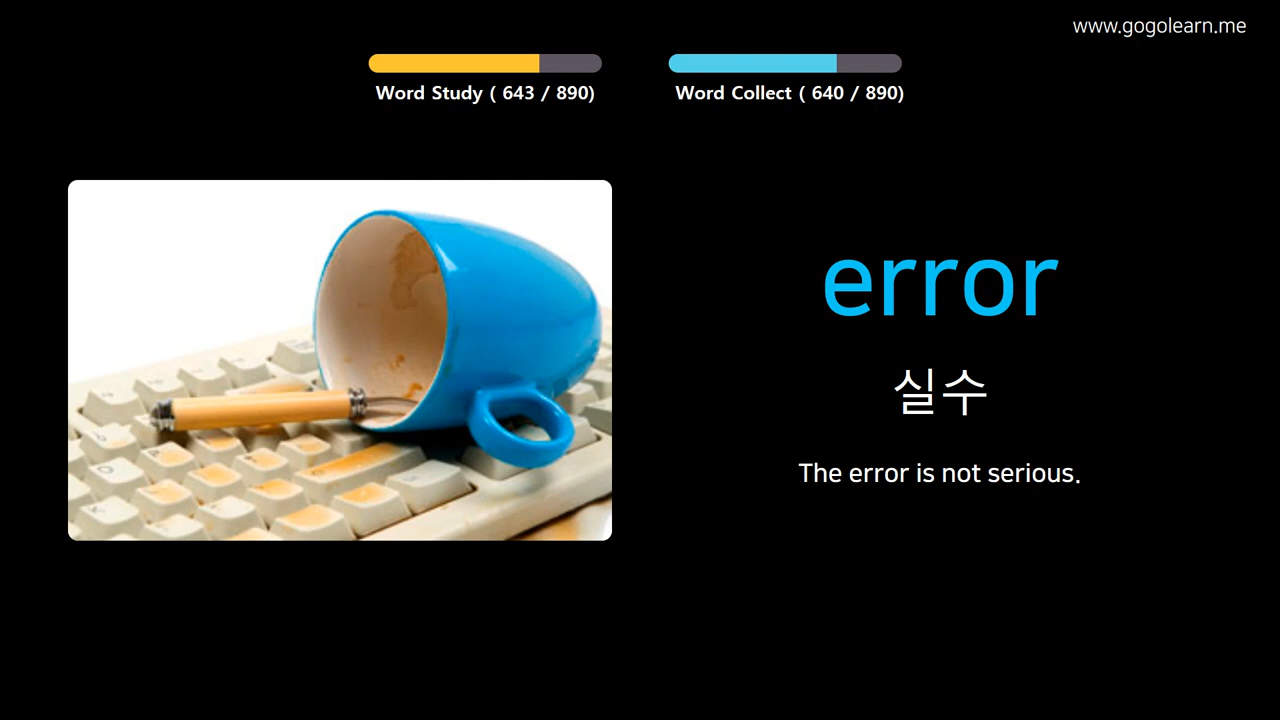 www.gogolearn.me
Word Study ( 643 / 890)
Word Collect ( 640 / 890)
error
실수
The error is not serious.